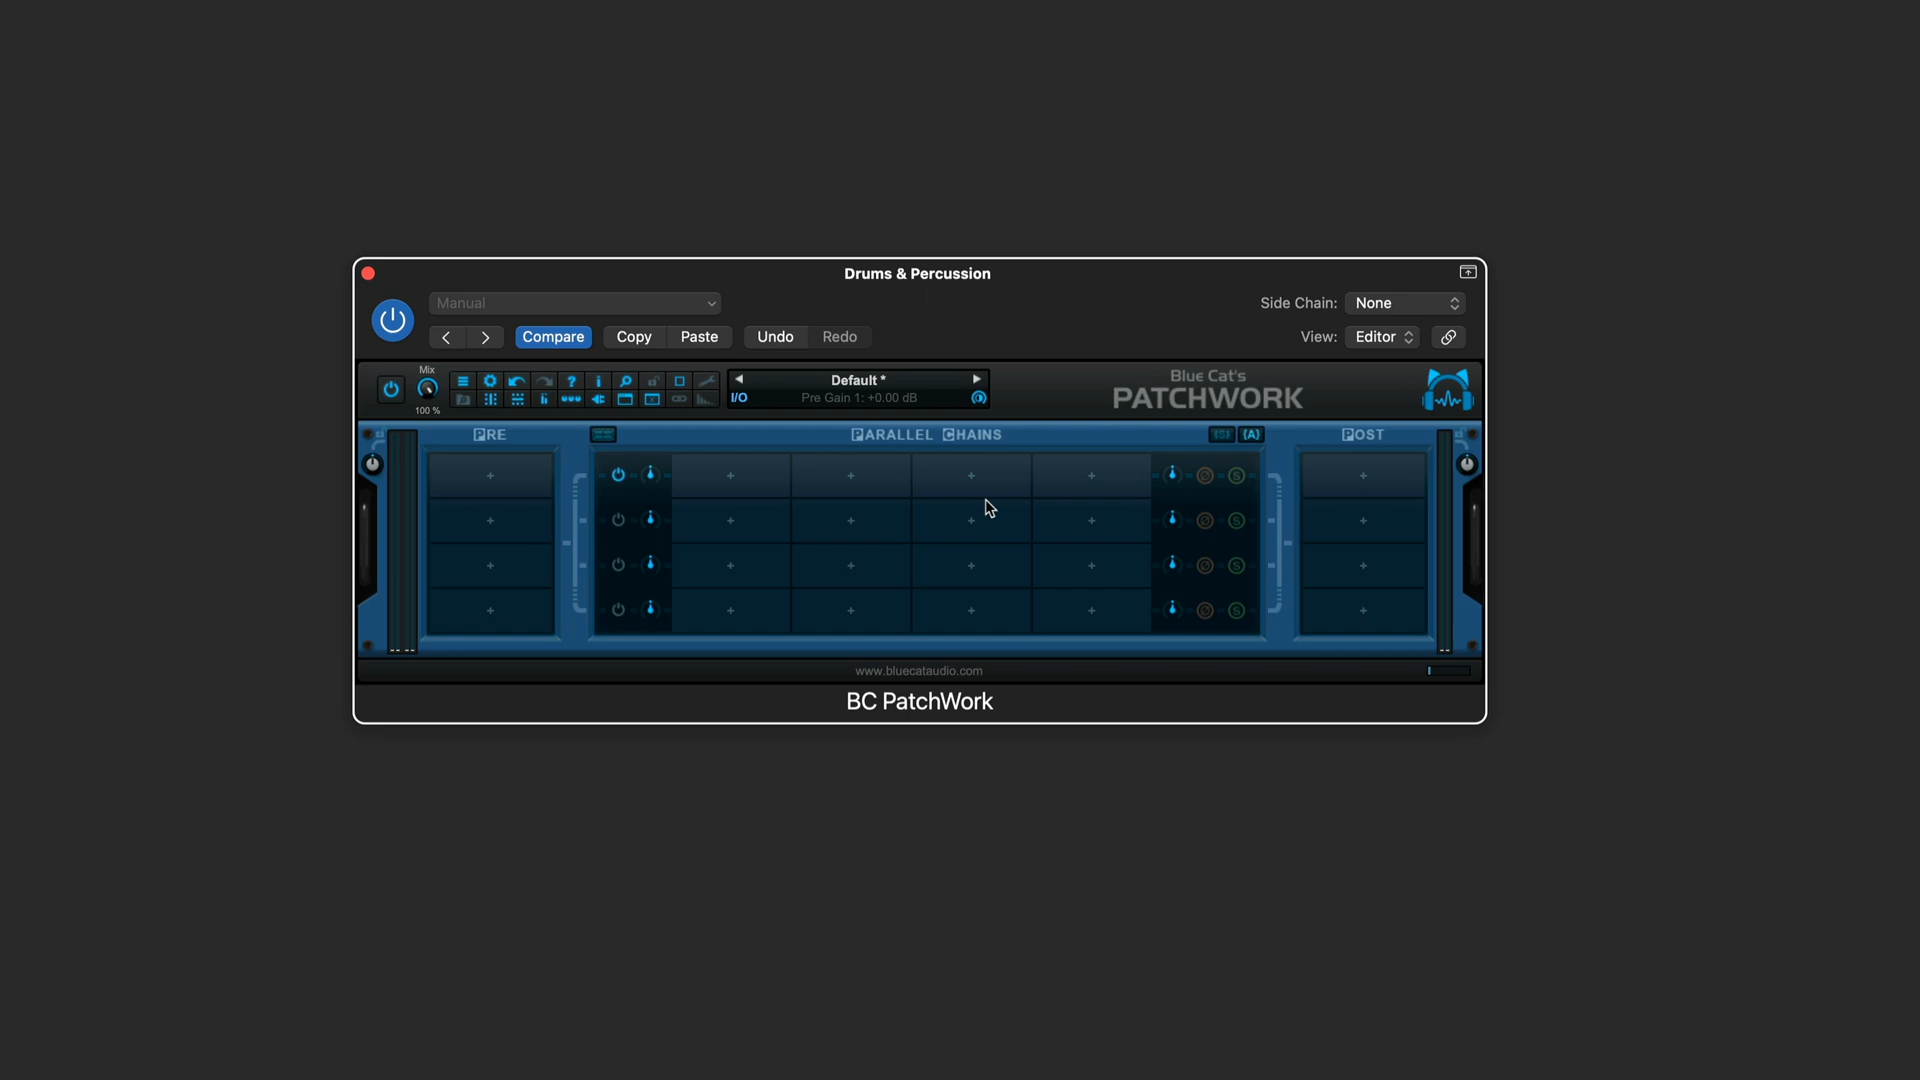 Drums & Percussion
Manual
Side Chain: None
Compare Copy Paste Undo Redo
View: Editor
Mix
100 %
Default *
I/O Pre Gain 1: +0.00 dB
Blue Cat's
PATCHWORK
PRE
PARALLEL CHAINS
(S) (A)
POST
S
S
S
S
www.bluecataudio.com
BC PatchWork